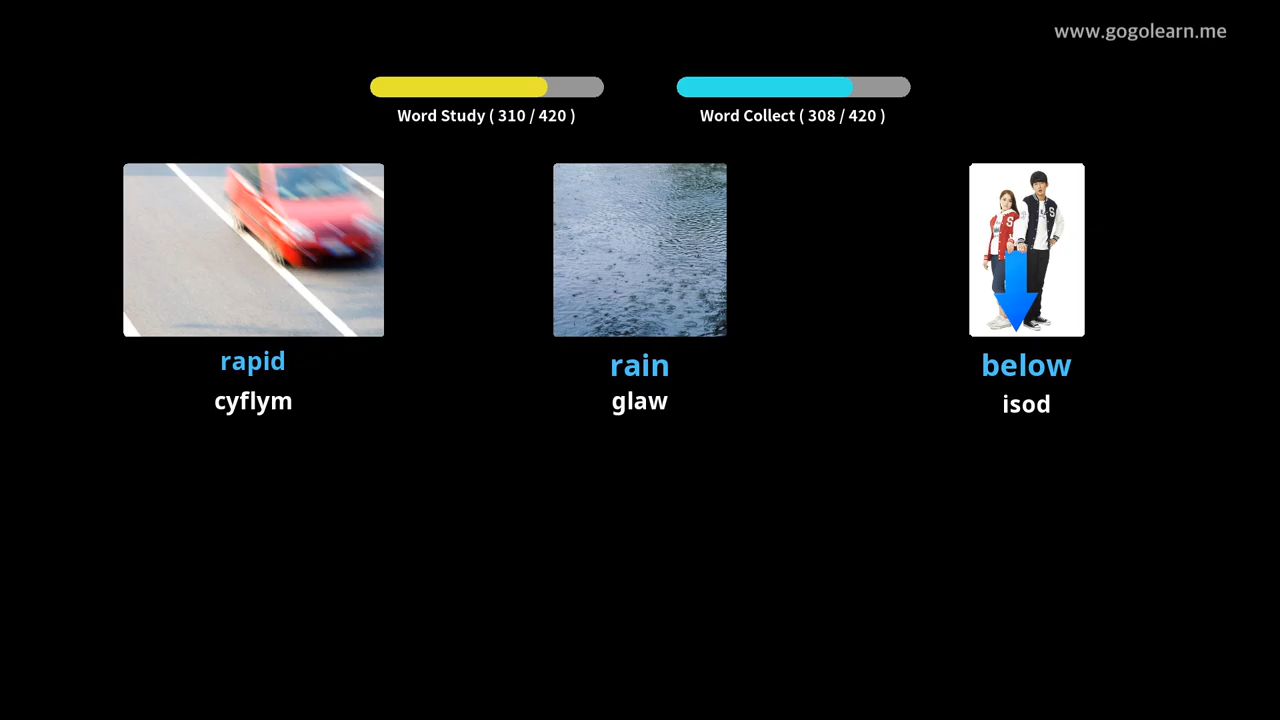 www.gogolearn.me
Word Study ( 310 / 420 )
Word Collect ( 308 / 420 )
rapid
cyflym
rain
glaw
below
isod